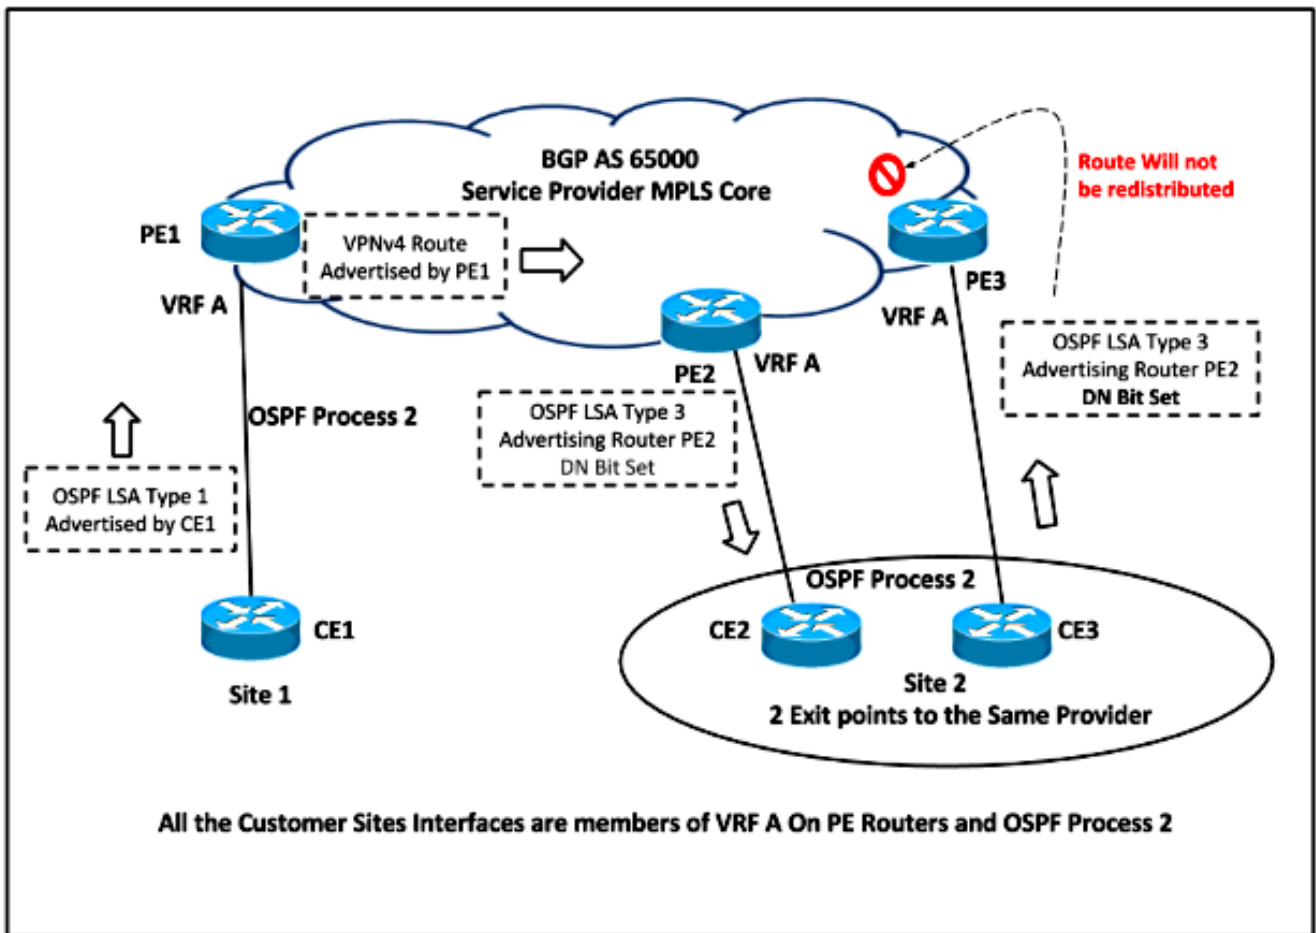 BGP AS 65000
Service Provider MPLS Core
Route Will not
be redistributed
PE1
VPNv4 Route
Advertised by PE1
PE3
VRF A
VRF A
PE2
VRF A
OSPF LSA Type 3
Advertising Router PE2
DN Bit Set
OSPF Process 2
OSPF LSA Type 3
Advertising Router PE2
DN Bit Set
OSPF LSA Type 1
Advertised by CE1
OSPF Process 2
CE1
CE2
CE3
Site 1
Site 2
2 Exit points to the Same Provider
All the Customer Sites Interfaces are members of VRF A On PE Routers and OSPF Process 2